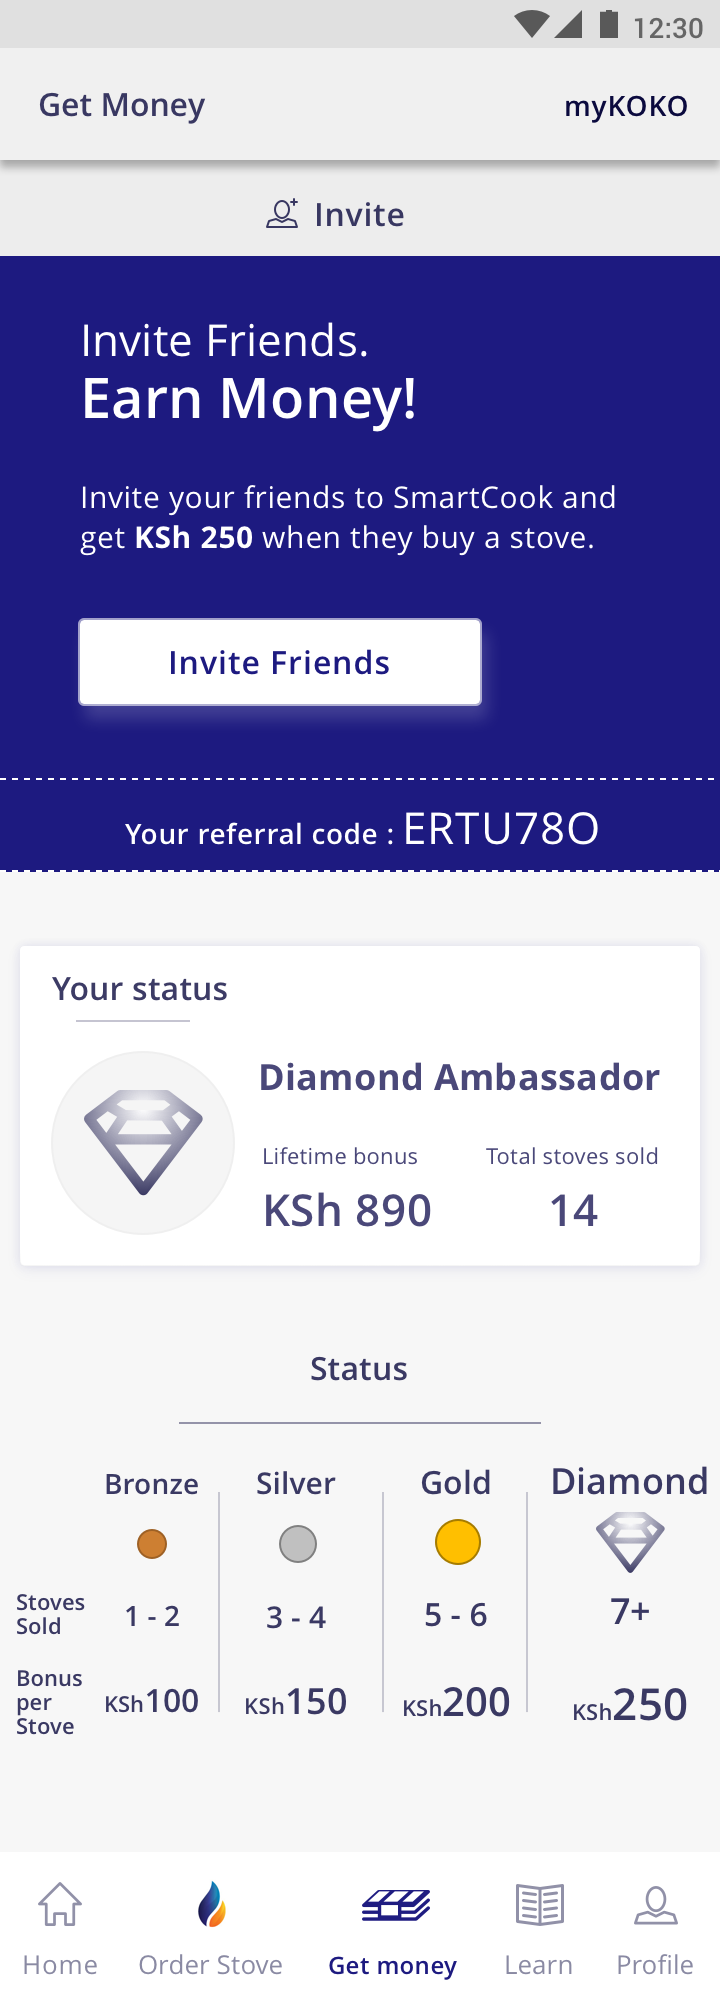 12:30
Get Money
myKOKO
Invite
Invite Friends.
Earn Money!
Invite your friends to SmartCook and
get KSh 250 when they buy a stove.
Invite Friends
Your referral code : ERTU78O
Your status
Diamond Ambassador
Lifetime bonus
Total stoves sold
KSh 890
14
Status
Bronze Silver Gold Diamond
Stoves
Sold
1 - 2 3 - 4 5 - 6 7+
Bonus
per
Stove
KSh100 KSh150 KSh200 KSh250
Home Order Stove Get money Learn Profile